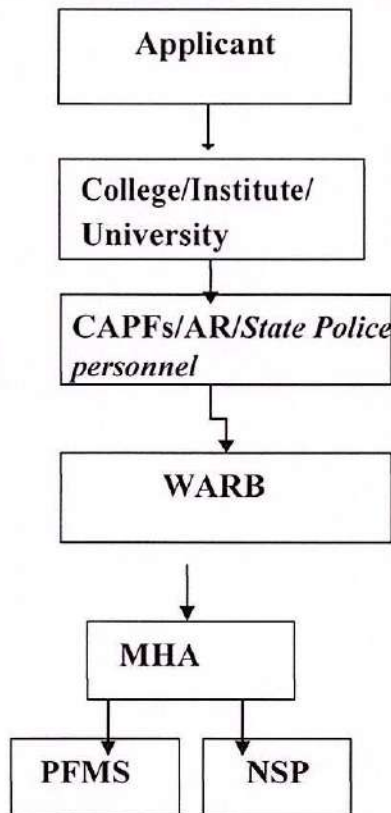 Applicant
College/Institute/
University
CAPFs/AR/State Police
personnel
WARB
MHA
PFMS
NSP